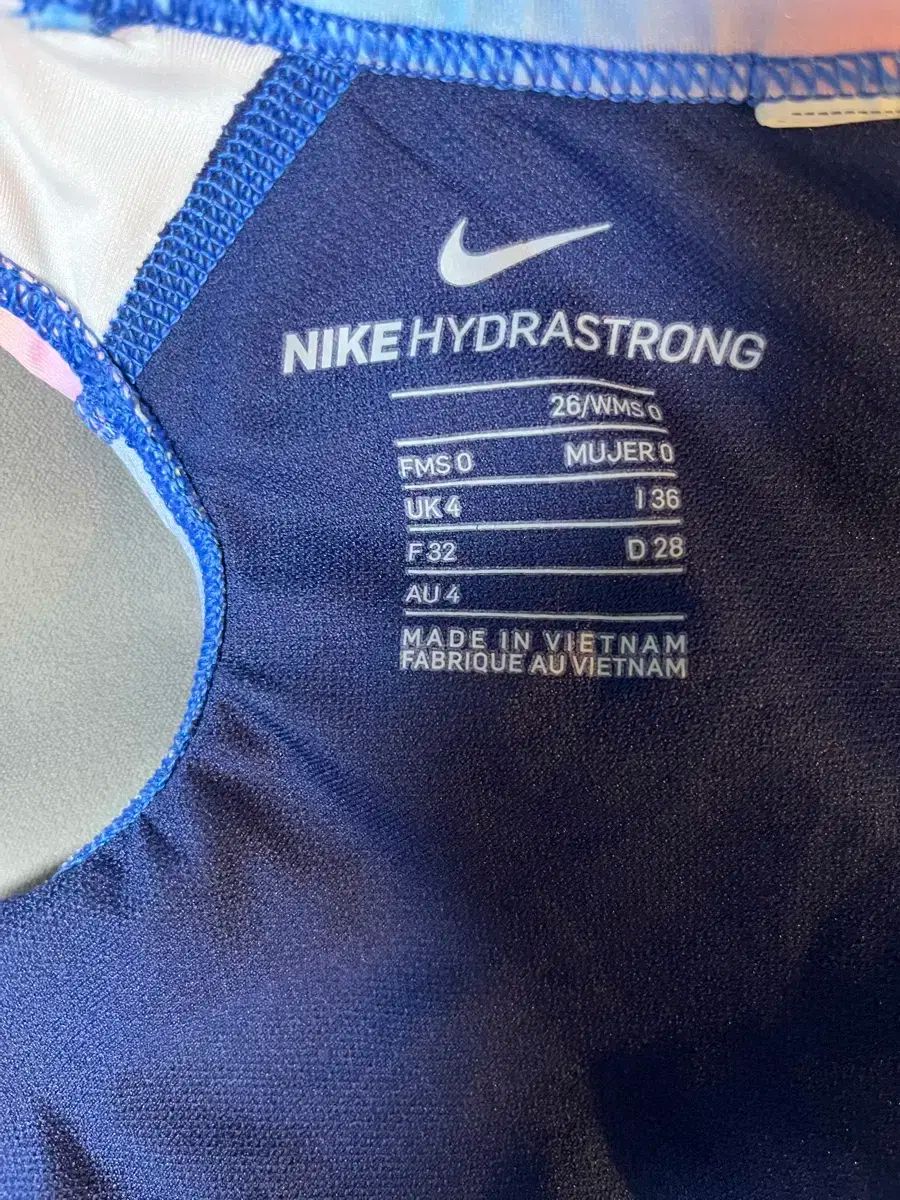 NIKE HYDRASTRONG
26/WMS 0
FMS 0 MUJER 0
UK 4 I 36
F 32 D 28
AU 4
MADE IN VIETNAM
FABRIQUE AU VIETNAM